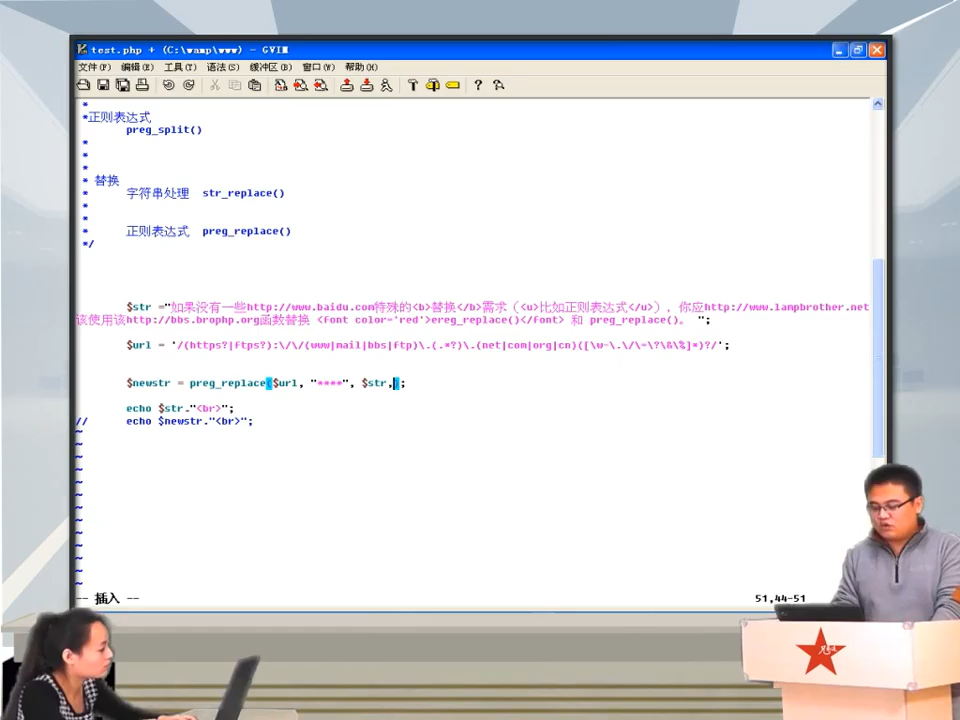 test.php + (C:\wamp\www) - GVIM
文件(F) 编辑(E) 工具(T) 语法(S) 缓冲区(B) 窗口(W) 帮助(H)
*
*正则表达式
preg_split()
*
*
*
* 替换
* 字符串处理 str_replace()
*
*
* 正则表达式 preg_replace()
*/
$str ="如果没有一些http://www.baidu.com特殊的<b>替换</b>需求（<u>比如正则表达式</u>），你应http://www.lampbrother.net
该使用该http://bbs.brophp.org函数替换 <font color='red'>ereg_replace()</font> 和 preg_replace()。 ";
$url = '/(https?|ftps?):\/\/(www|mail|bbs|ftp)\.(.*?)\.(net|com|org|cn)([\w-\.\/\=\?\&\%]*)?/';
$newstr = preg_replace($url, "****", $str,);
echo $str."<br>";
// echo $newstr."<br>";
~
~
~
~
~
~
~
~
~
~
~
~
~
-- 插入 --
51,44-51